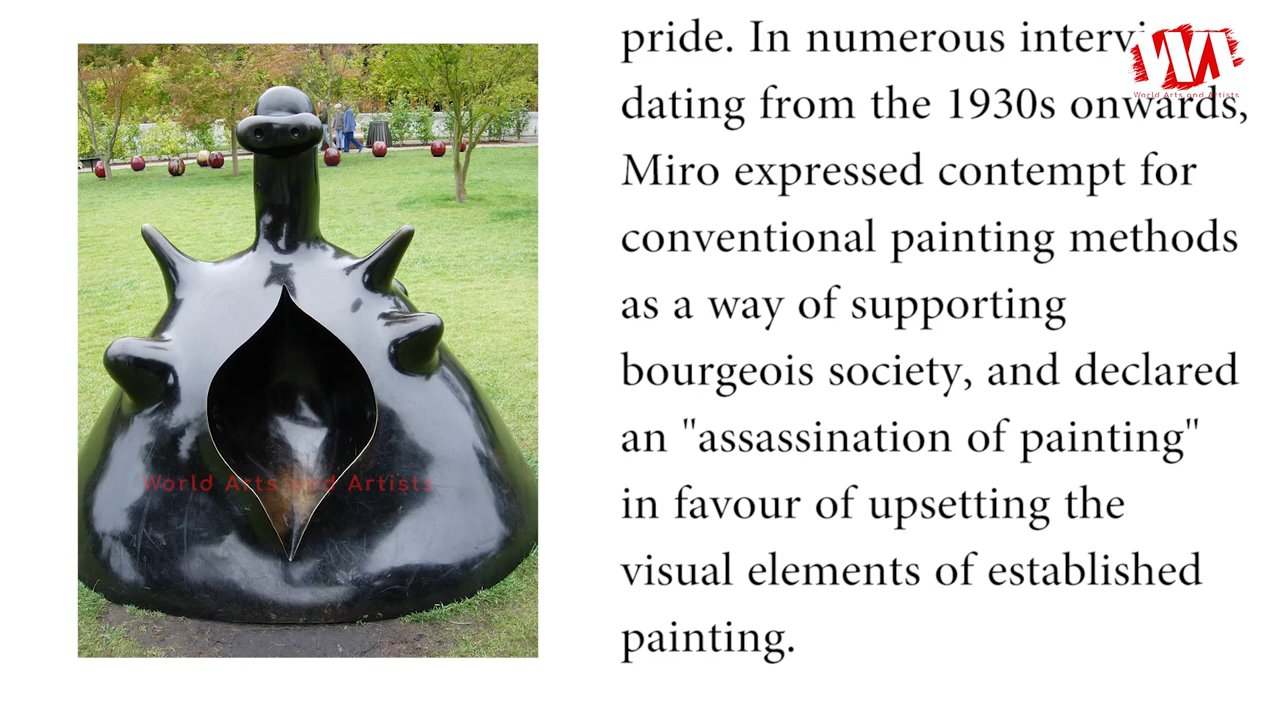 pride. In numerous
dating from the 1930s onwards,
Miro expressed contempt for
conventional painting methods
as a way of supporting
bourgeois society, and declared
an "assassination of painting"
in favour of upsetting the
visual elements of established
painting.
World Arts and Artists
World Arts and Artists